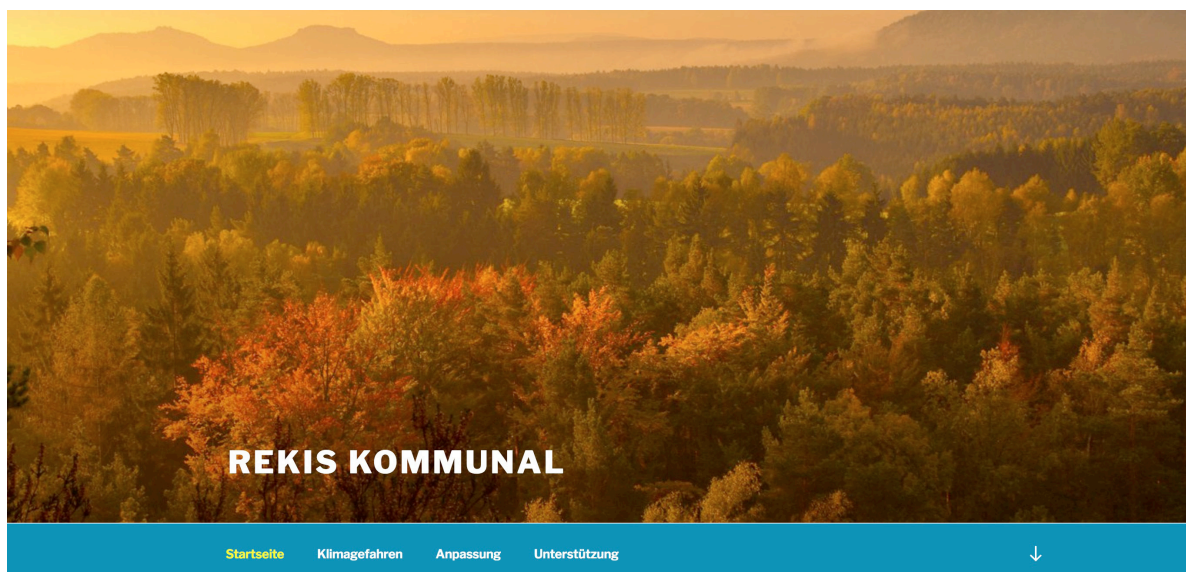 REKIS KOMMUNAL
Startseite Klimagefahren Anpassung Unterstützung